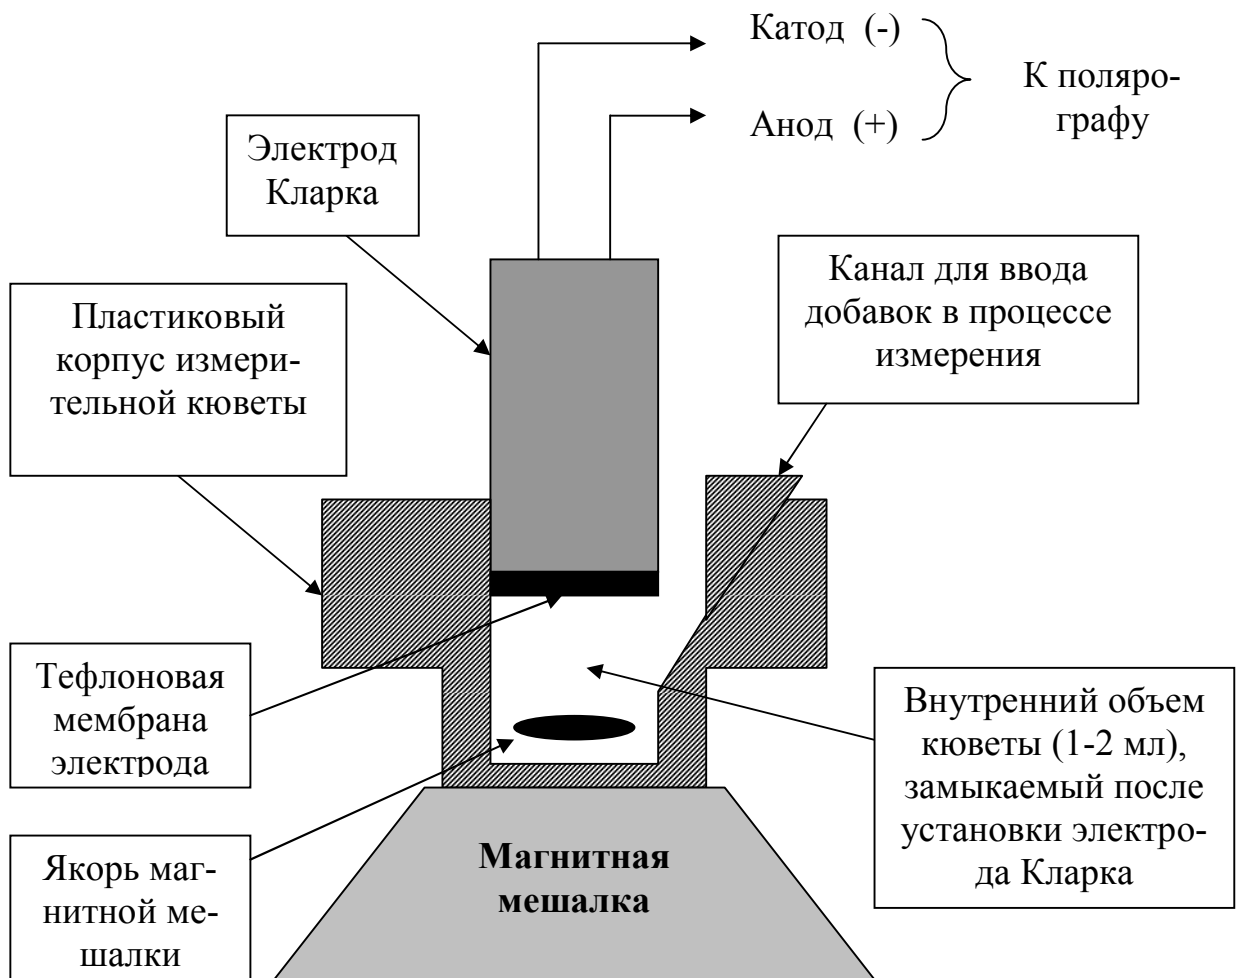 Катод (-)
Анод (+)
К поляро-
графу
Электрод
Кларка
Канал для ввода
добавок в процессе
измерения
Пластиковый
корпус измери-
тельной кюветы
Тефлоновая
мембрана
электрода
Внутренний объем
кюветы (1-2 мл),
замыкаемый после
установки электро-
да Кларка
Якорь маг-
нитной ме-
шалки
Магнитная
мешалка